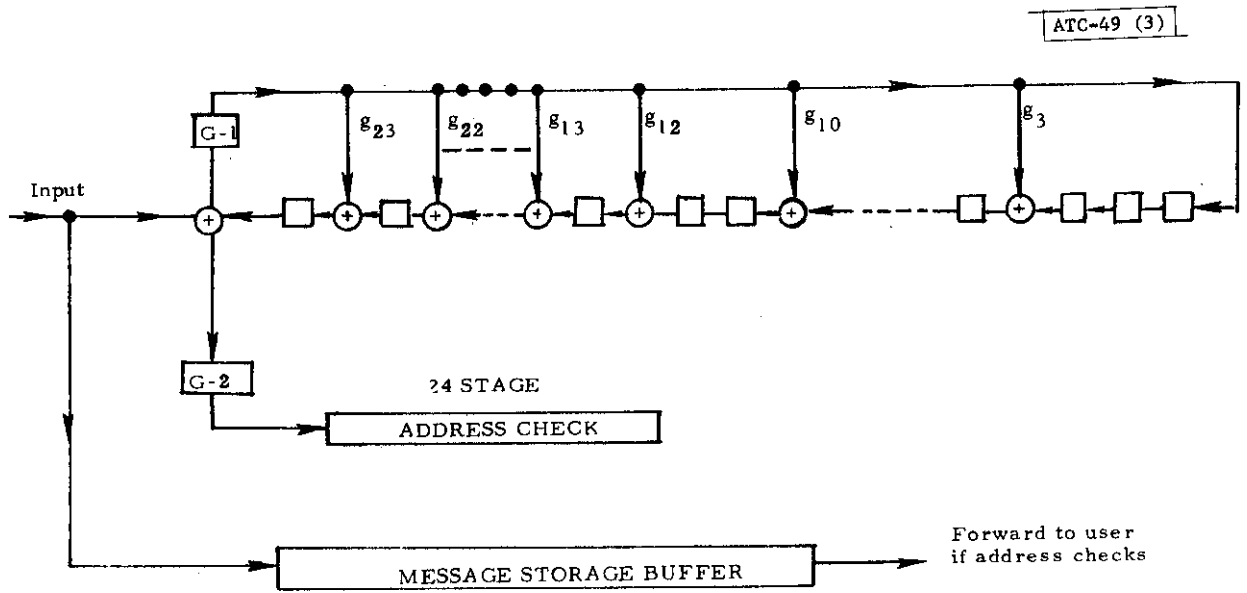 ATC-49 (3)
G-1
g23
g22
g13
g12
g10
g3
Input
G-2
24 STAGE
ADDRESS CHECK
MESSAGE STORAGE BUFFER
Forward to user
if address checks